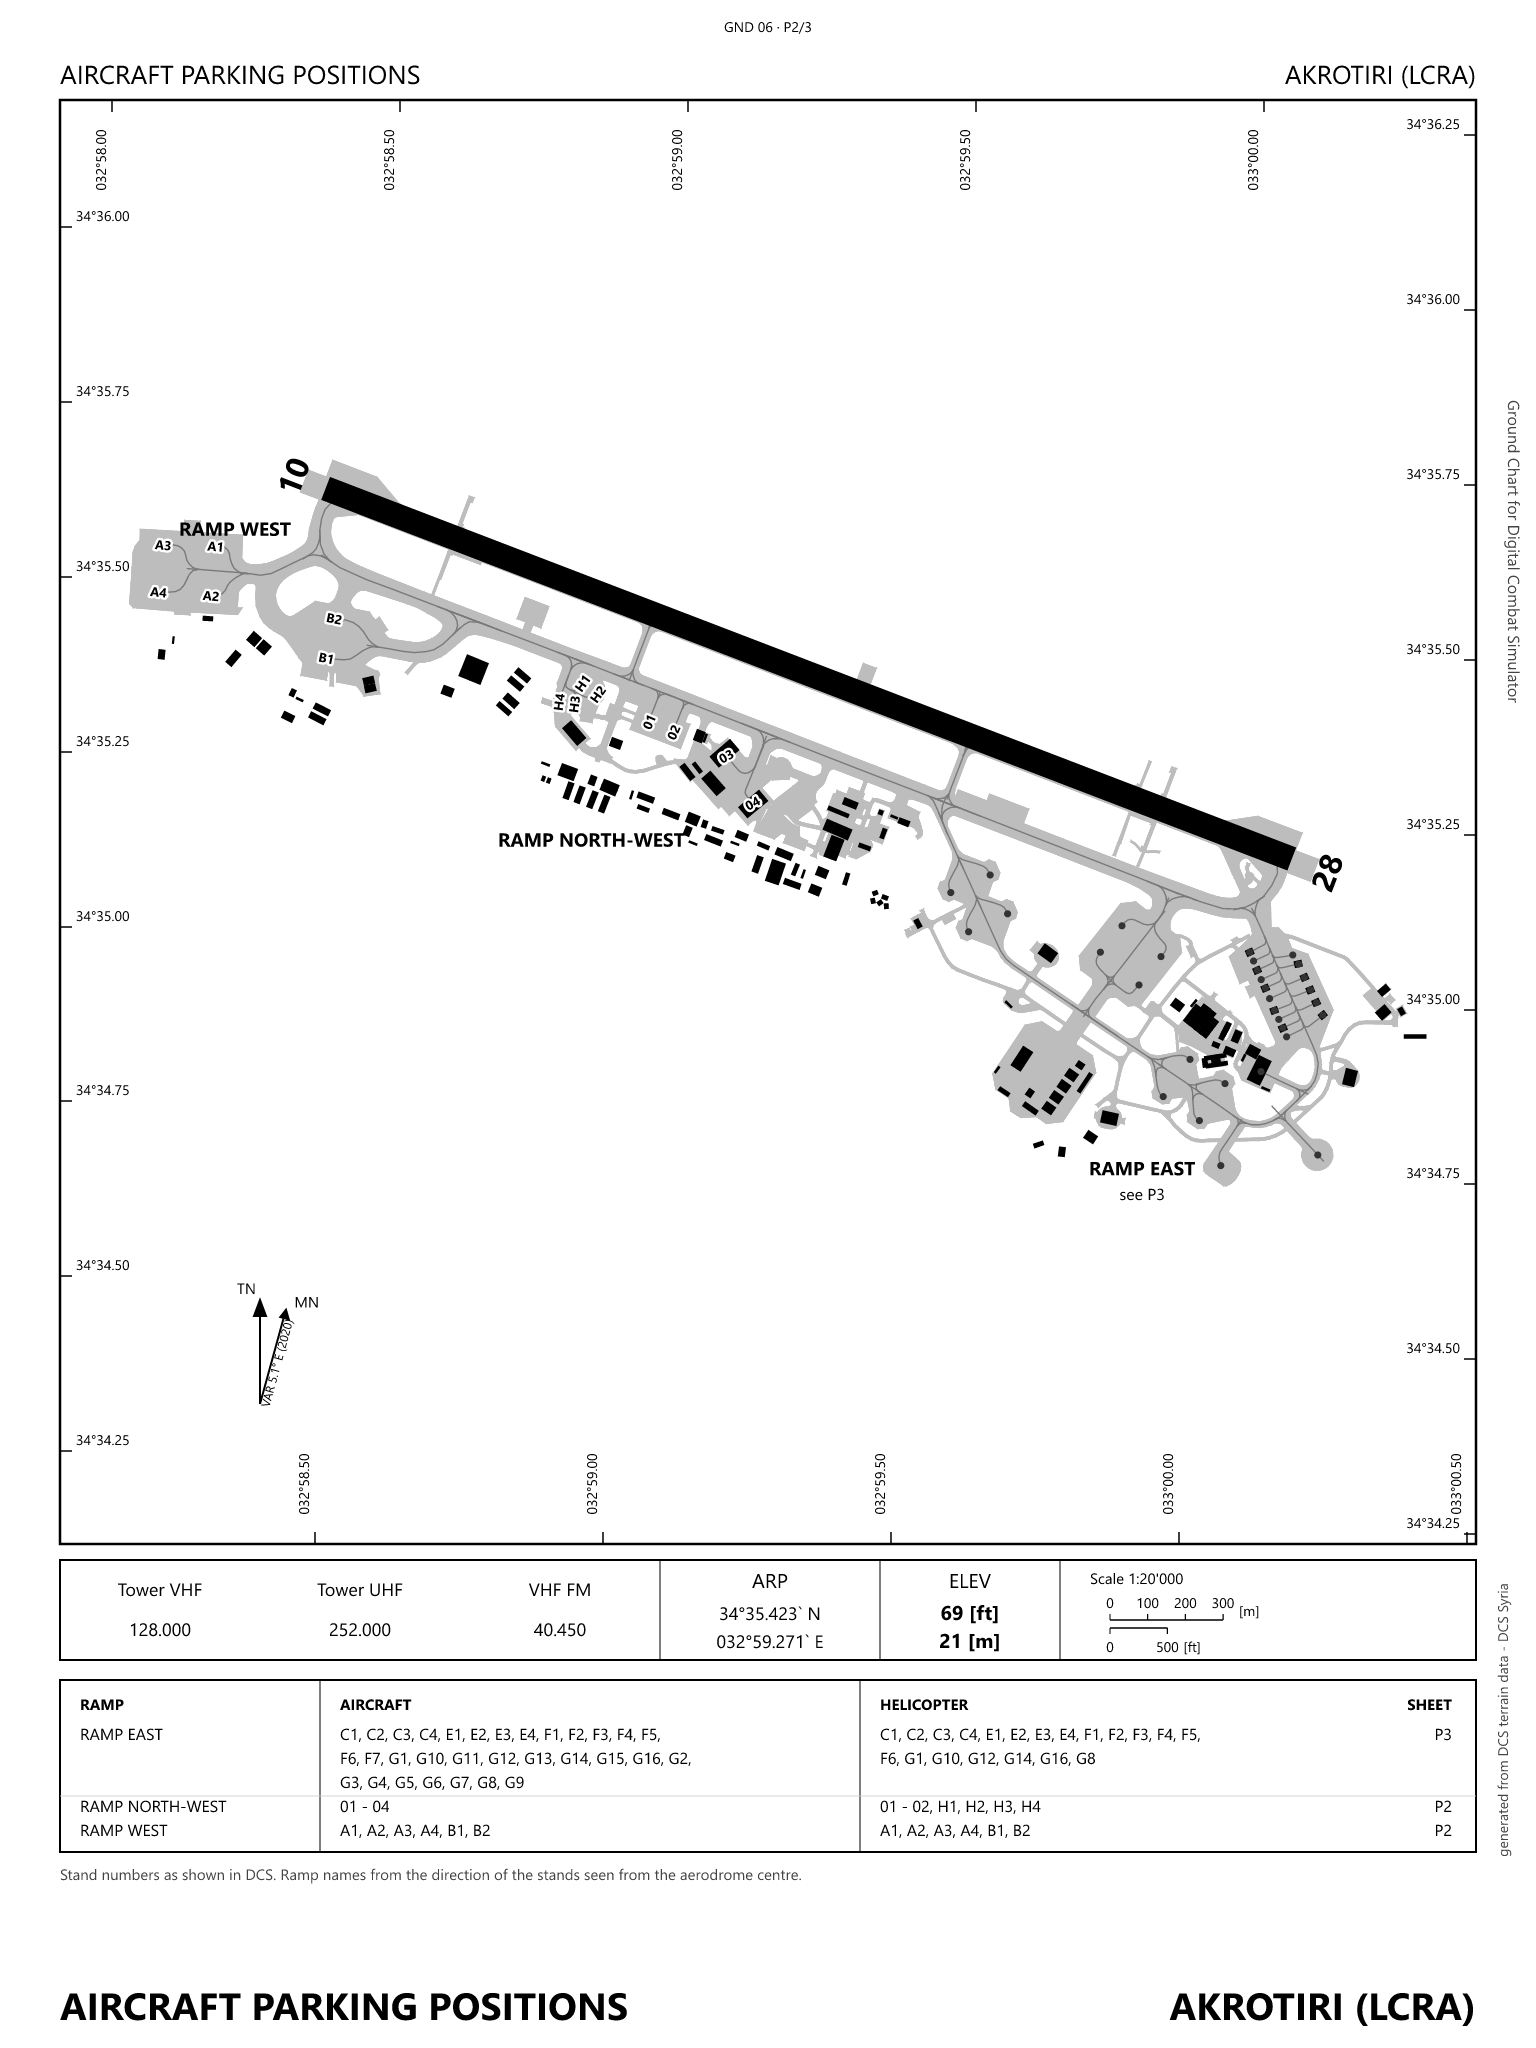 GND 06 · P2/3
AIRCRAFT PARKING POSITIONS
AKROTIRI (LCRA)
032°58.00
032°58.50
032°59.00
032°59.50
033°00.00
34°36.25
34°36.00
34°36.00
34°35.75
34°35.75
34°35.50
34°35.50
34°35.25
34°35.25
34°35.00
34°35.00
34°34.75
34°34.75
34°34.50
34°34.50
34°34.25
34°34.25
10
28
RAMP WEST
A3
A1
A4
A2
B2
B1
H4
H3
H1
H2
01
02
03
04
RAMP NORTH-WEST
RAMP EAST
see P3
TN
MN
VAR 5.1° E (2020)
032°58.50
032°59.00
032°59.50
033°00.00
033°00.50
Ground Chart for Digital Combat Simulator
generated from DCS terrain data - DCS Syria
Tower VHF
128.000
Tower UHF
252.000
VHF FM
40.450
ARP
34°35.423` N
032°59.271` E
ELEV
69 [ft]
21 [m]
Scale 1:20'000
0 100 200 300 [m]
0 500 [ft]
RAMP AIRCRAFT HELICOPTER SHEET
RAMP EAST C1, C2, C3, C4, E1, E2, E3, E4, F1, F2, F3, F4, F5, C1, C2, C3, C4, E1, E2, E3, E4, F1, F2, F3, F4, F5, P3
F6, F7, G1, G10, G11, G12, G13, G14, G15, G16, G2, F6, G1, G10, G12, G14, G16, G8
G3, G4, G5, G6, G7, G8, G9
RAMP NORTH-WEST 01 - 04 01 - 02, H1, H2, H3, H4 P2
RAMP WEST A1, A2, A3, A4, B1, B2 A1, A2, A3, A4, B1, B2 P2
Stand numbers as shown in DCS. Ramp names from the direction of the stands seen from the aerodrome centre.
AIRCRAFT PARKING POSITIONS
AKROTIRI (LCRA)